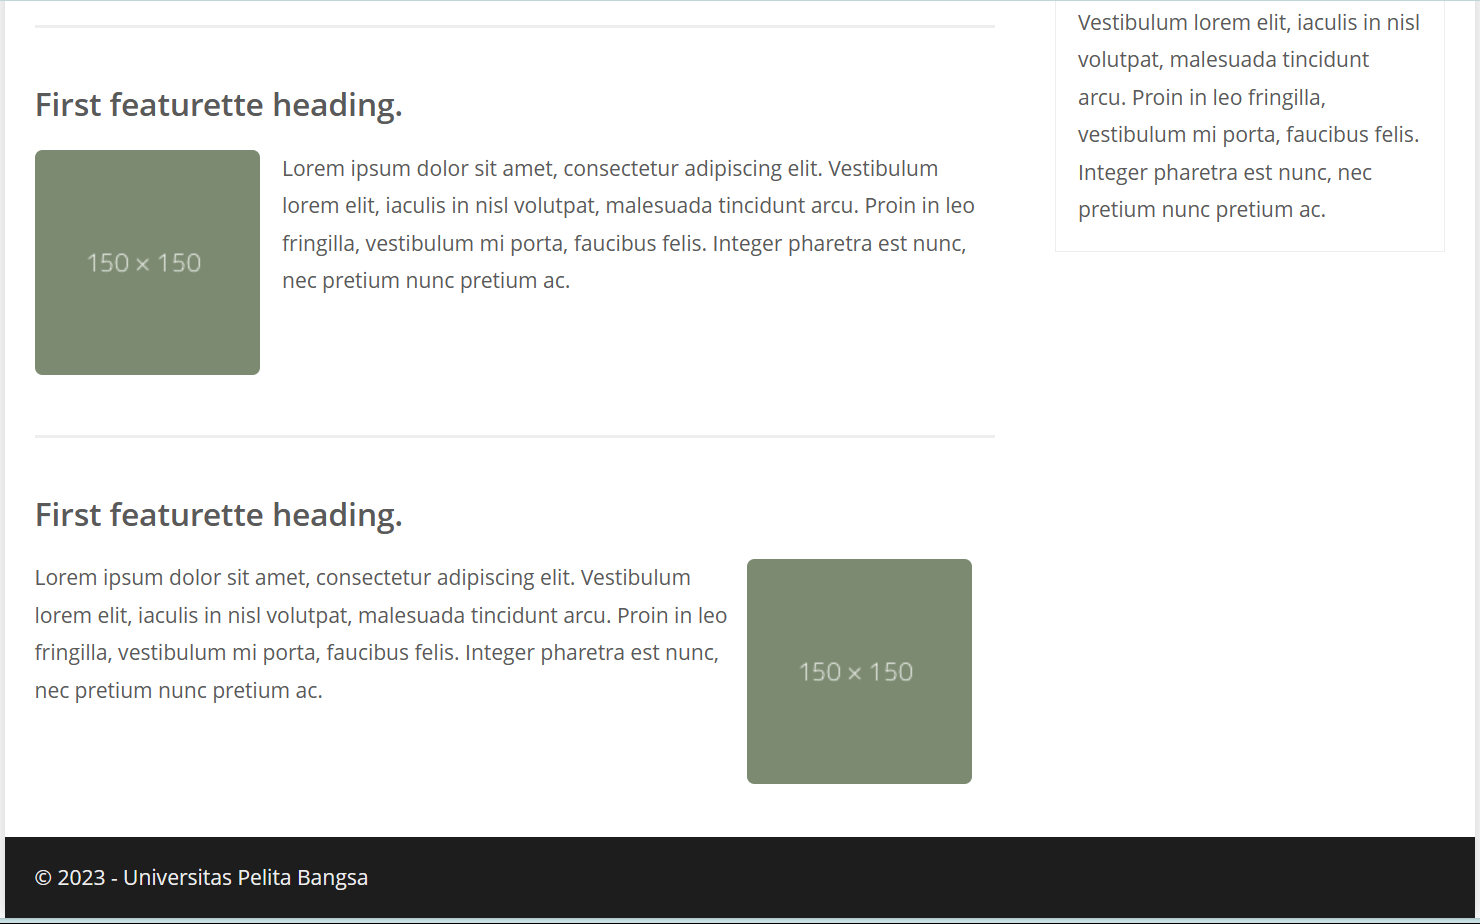 First featurette heading.
150 × 150
Lorem ipsum dolor sit amet, consectetur adipiscing elit. Vestibulum
lorem elit, iaculis in nisl volutpat, malesuada tincidunt arcu. Proin in leo
fringilla, vestibulum mi porta, faucibus felis. Integer pharetra est nunc,
nec pretium nunc pretium ac.
First featurette heading.
Lorem ipsum dolor sit amet, consectetur adipiscing elit. Vestibulum
lorem elit, iaculis in nisl volutpat, malesuada tincidunt arcu. Proin in leo
fringilla, vestibulum mi porta, faucibus felis. Integer pharetra est nunc,
nec pretium nunc pretium ac.
150 × 150
Vestibulum lorem elit, iaculis in nisl
volutpat, malesuada tincidunt
arcu. Proin in leo fringilla,
vestibulum mi porta, faucibus felis.
Integer pharetra est nunc, nec
pretium nunc pretium ac.
© 2023 - Universitas Pelita Bangsa